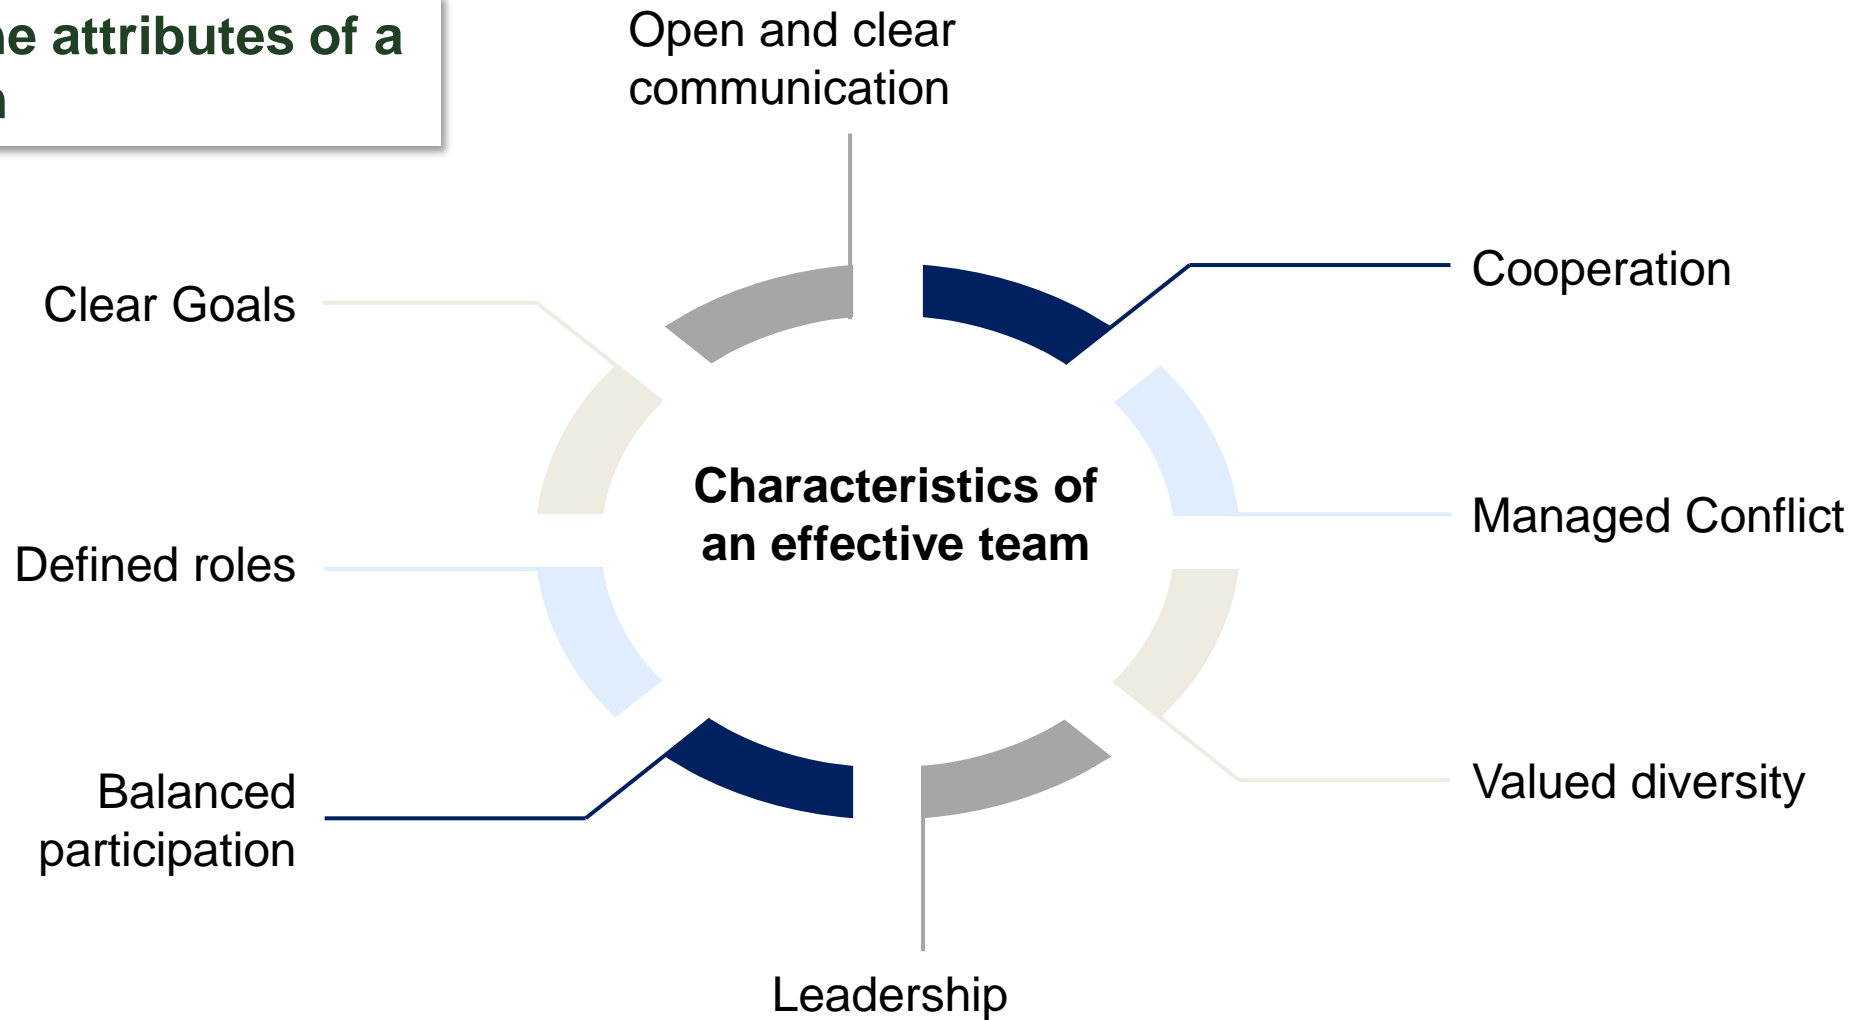 attributes of a
Open and clear
communication
Clear Goals
Cooperation
Characteristics of
an effective team
Managed Conflict
Defined roles
Valued diversity
Balanced
participation
Leadership